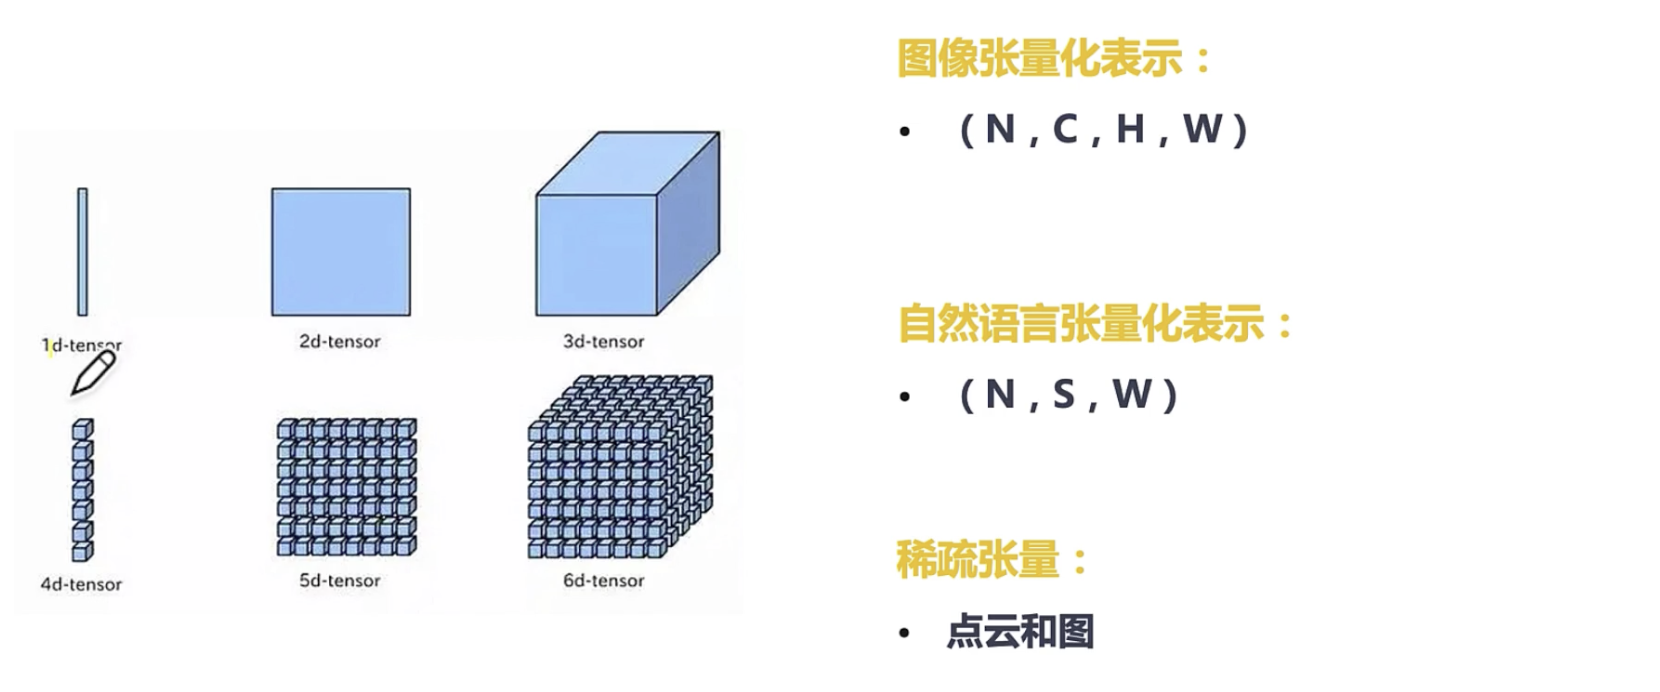 1d-tensor
2d-tensor
3d-tensor
4d-tensor
5d-tensor
6d-tensor
图像张量化表示：
• （N，C，H，W）
自然语言张量化表示：
• （N，S，W）
稀疏张量：
• 点云和图